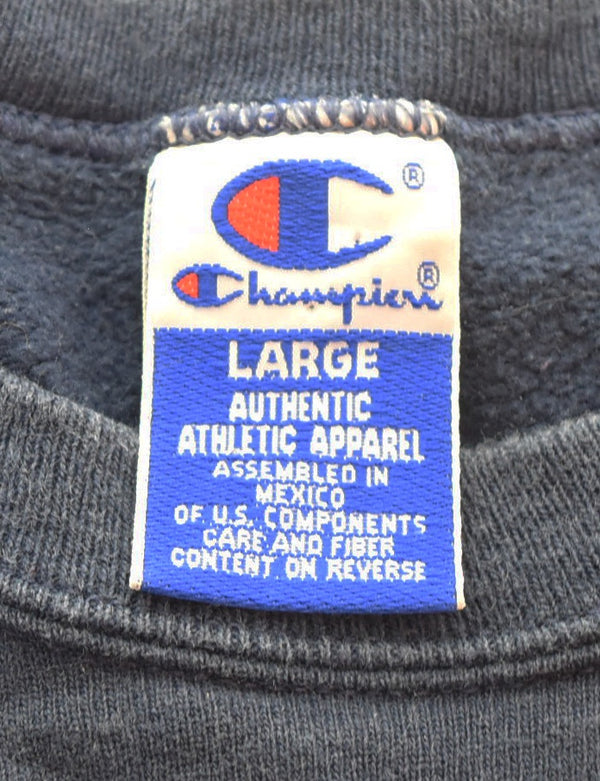 ®
Champion®
LARGE
AUTHENTIC
ATHLETIC APPAREL
ASSEMBLED IN
MEXICO
OF U.S. COMPONENTS
CARE AND FIBER
CONTENT ON REVERSE